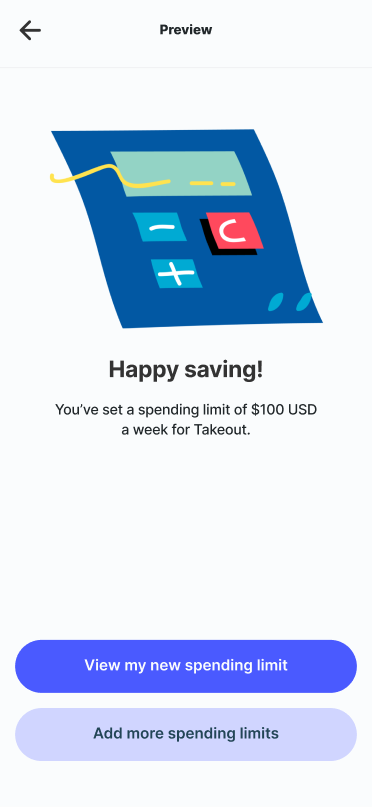 Preview
Happy saving!
You’ve set a spending limit of $100 USD
a week for Takeout.
View my new spending limit
Add more spending limits